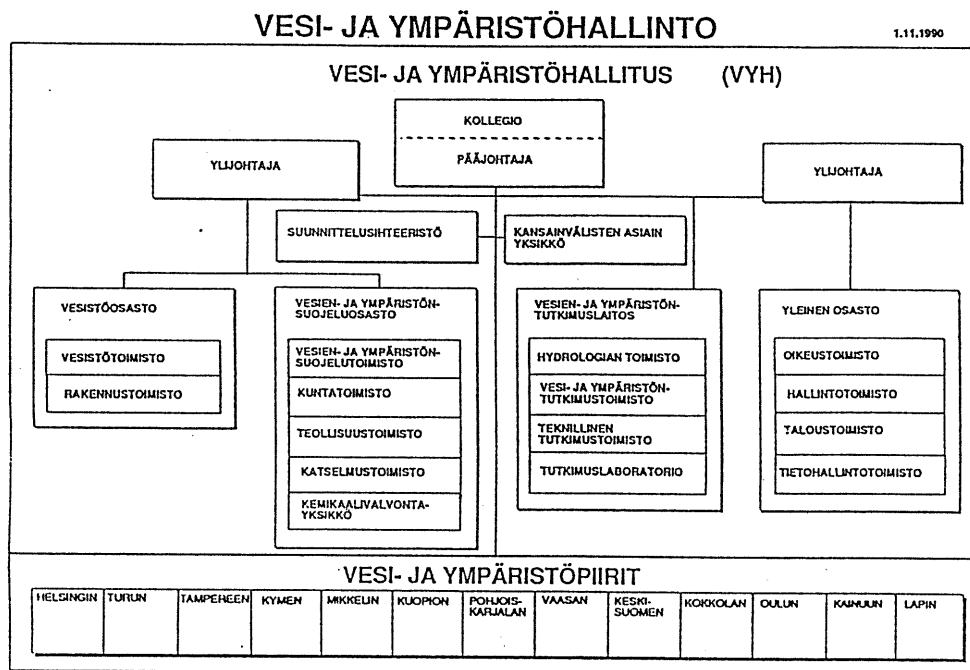 VESI- JA YMPÄRISTÖHALLINTO
1.11.1990
VESI- JA YMPÄRISTÖHALLITUS (VYH)
KOLLEGIO
PÄÄJOHTAJA
YLIJOHTAJA
YLIJOHTAJA
SUUNNITTELUSIHTEERISTÖ
KANSAINVÄLISTEN ASIAIN
YKSIKKÖ
VESISTÖOSASTO
VESISTÖTOIMISTO
RAKENNUSTOIMISTO
VESIEN- JA YMPÄRISTÖN-
SUOJELUOSASTO
VESIEN- JA YMPÄRISTÖN-
SUOJELUTOIMISTO
KUNTATOIMISTO
TEOLLISUUSTOIMISTO
KATSELMUSTOIMISTO
KEMIKAALIVALVONTA-
YKSIKKÖ
VESIEN- JA YMPÄRISTÖN-
TUTKIMUSLAITOS
HYDROLOGIAN TOIMISTO
VESI- JA YMPÄRISTÖN-
TUTKIMUSTOIMISTO
TEKNILLINEN
TUTKIMUSTOIMISTO
TUTKIMUSLABORATORIO
YLEINEN OSASTO
OIKEUSTOIMISTO
HALLINTOTOIMISTO
TALOUSTOIMISTO
TIETOHALLINTOTOIMISTO
VESI- JA YMPÄRISTÖPIIRIT
HELSINGIN
TURUN
TAMPEREEN
KYMEN
MIKKELIN
KUOPION
POHJOIS-
KARJALAN
VAASAN
KESKI-
SUOMEN
KOKKOLAN
OULUN
KAINUUN
LAPIN